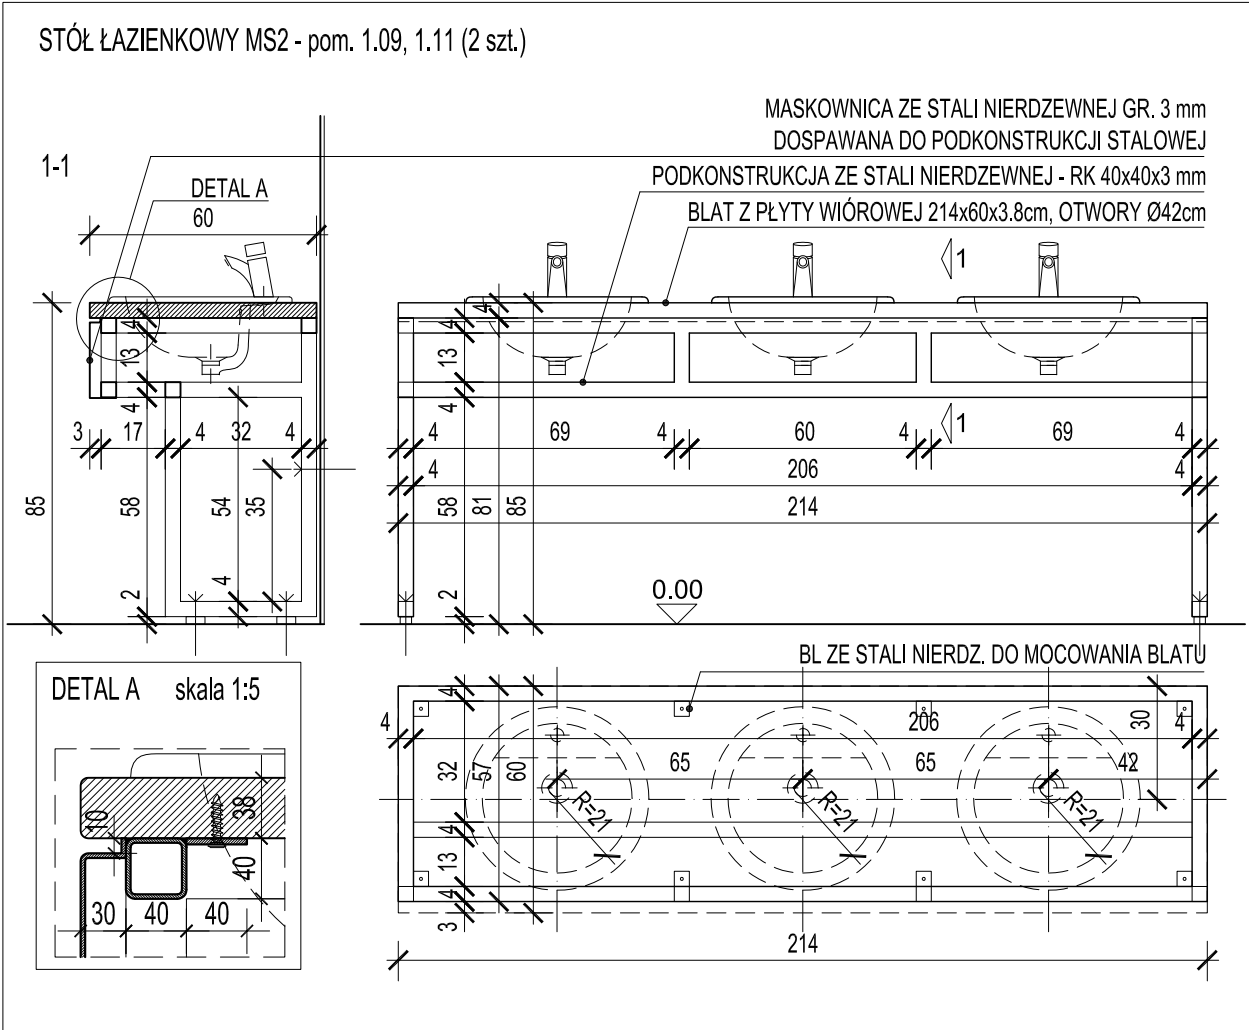 STÓŁ ŁAZIENKOWY MS2 - pom. 1.09, 1.11 (2 szt.)
MASKOWNICA ZE STALI NIERDZEWNEJ GR. 3 mm
DOSPAWANA DO PODKONSTRUKCJI STALOWEJ
PODKONSTRUKCJA ZE STALI NIERDZEWNEJ - RK 40x40x3 mm
BLAT Z PŁYTY WIÓROWEJ 214x60x3.8cm, OTWORY Ø42cm
1-1
DETAL A
60
4
13
4
3 17 4 32 4
85
58
54
35
4
2
1
4
4
13
4
1
4 69 4 60 4 69 4
4 206 4
58
81
85
214
2
0.00
BL ZE STALI NIERDZ. DO MOCOWANIA BLATU
4
4 206 4
30
32
57
60
65 65 42
R=21 R=21 R=21
4
13
4
3
214
DETAL A skala 1:5
10
38
40
30 40 40